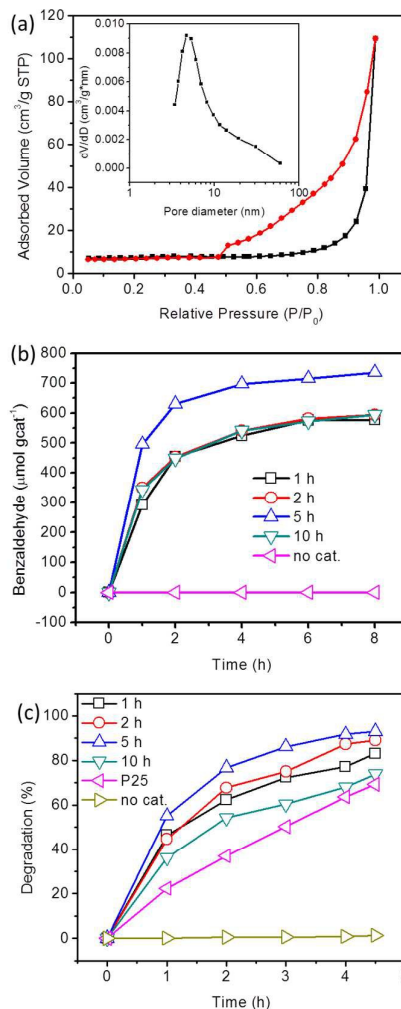 (a)
120
100
80
60
40
20
0
Adsorbed Volume (cm³/g STP)
0.0 0.2 0.4 0.6 0.8 1.0
Relative Pressure (P/P₀)
0.010
0.008
0.006
0.004
0.002
0.000
cV/dD (cm³/g*nm)
1 10 100
Pore diameter (nm)
(b)
800
700
600
500
400
300
200
100
0
-100
Benzaldehyde (μmol gcat⁻¹)
1 h
2 h
5 h
10 h
no cat.
0 2 4 6 8
Time (h)
(c)
100
80
60
40
20
0
Degradation (%)
1 h
2 h
5 h
10 h
P25
no cat.
0 1 2 3 4
Time (h)